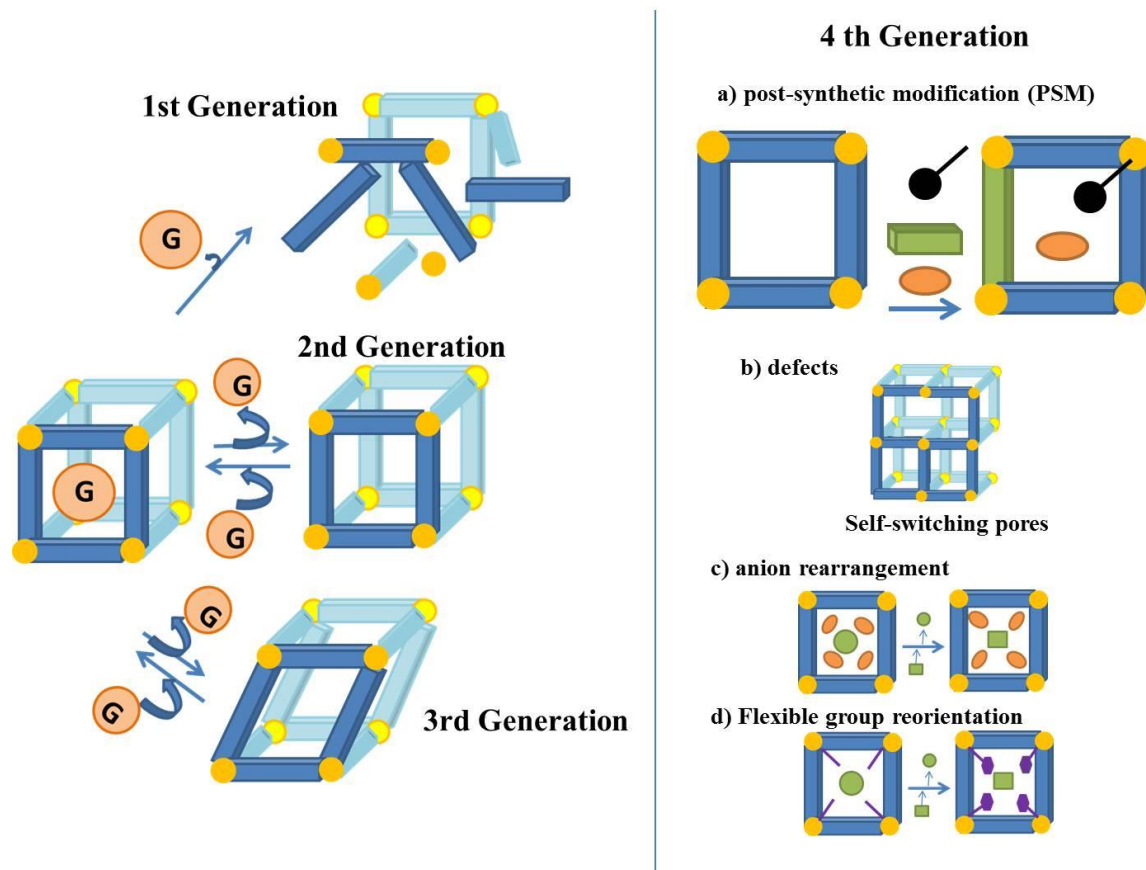 1st Generation
G
2nd Generation
G
G
G
G
G
3rd Generation
4 th Generation
a) post-synthetic modification (PSM)
b) defects
Self-switching pores
c) anion rearrangement
d) Flexible group reorientation